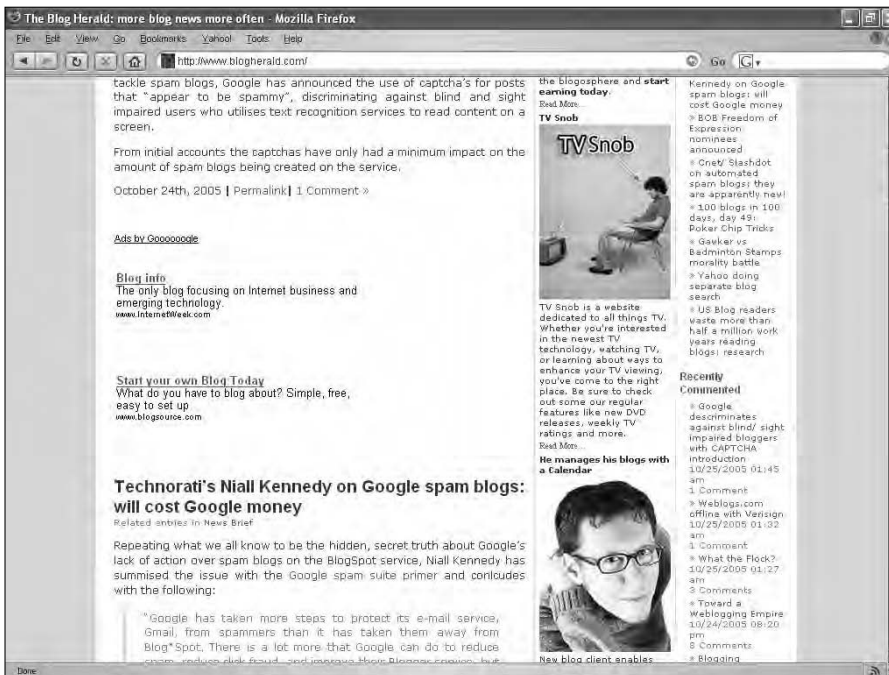 The Blog Herald: more blog news more often - Mozilla Firefox
File Edit View Go Bookmarks Yahoo! Tools Help
http://www.blogherald.com/
Go
G
tackle spam blogs, Google has announced the use of captcha's for posts
that "appear to be spammy", discriminating against blind and sight
impaired users who utilises text recognition services to read content on a
screen.
From initial accounts the captchas have only had a minimum impact on the
amount of spam blogs being created on the service.
October 24th, 2005 | Permalink| 1 Comment »
Ads by Goooooogle
Blog info
The only blog focusing on Internet business and
emerging technology.
www.InternetWeek.com
Start your own Blog Today
What do you have to blog about? Simple, free,
easy to set up
www.blogsource.com
Technorati's Niall Kennedy on Google spam blogs:
will cost Google money
Related entries in News Brief
Repeating what we all know to be the hidden, secret truth about Google's
lack of action over spam blogs on the BlogSpot service, Niall Kennedy has
summised the issue with the Google spam suite primer and conlcudes
with the following:
"Google has taken more steps to protect its e-mail service,
Gmail, from spammers than it has taken them away from
Blog*Spot. There is a lot more that Google can do to reduce
spam, reduce click fraud, and improve their Blogger service, but
the blogosphere and start
earning today.
Read More...
TV Snob
TV Snob
TV Snob is a website
dedicated to all things TV.
Whether you're interested
in the newest TV
technology, watching TV,
or learning about ways to
enhance your TV viewing,
you've come to the right
place. Be sure to check
out some our regular
features like new DVD
releases, weekly TV
ratings and more.
Read More...
He manages his blogs with
a Calendar
New blog client enables
Kennedy on Google
spam blogs: will
cost Google money
» BOB Freedom of
Expression
nominees
announced
» Cnet/ Slashdot
on automated
spam blogs: they
are apparently new!
» 100 blogs in 100
days, day 49:
Poker Chip Tricks
» Gawker vs
Badminton Stamps
morality battle
» Yahoo doing
separate blog
search
» US Blog readers
waste more than
half a million work
years reading
blogs: research
Recently
Commented
» Google
descriminates
against blind/ sight
impaired bloggers
with CAPTCHA
introduction
10/25/2005 01:45
am
1 Comment
» Weblogs.com
offline with Verisign
10/25/2005 01:32
am
1 Comment
» What the Flock?
10/25/2005 01:27
am
3 Comments
» Toward a
Weblogging Empire
10/24/2005 08:20
pm
8 Comments
» Blogging
Done